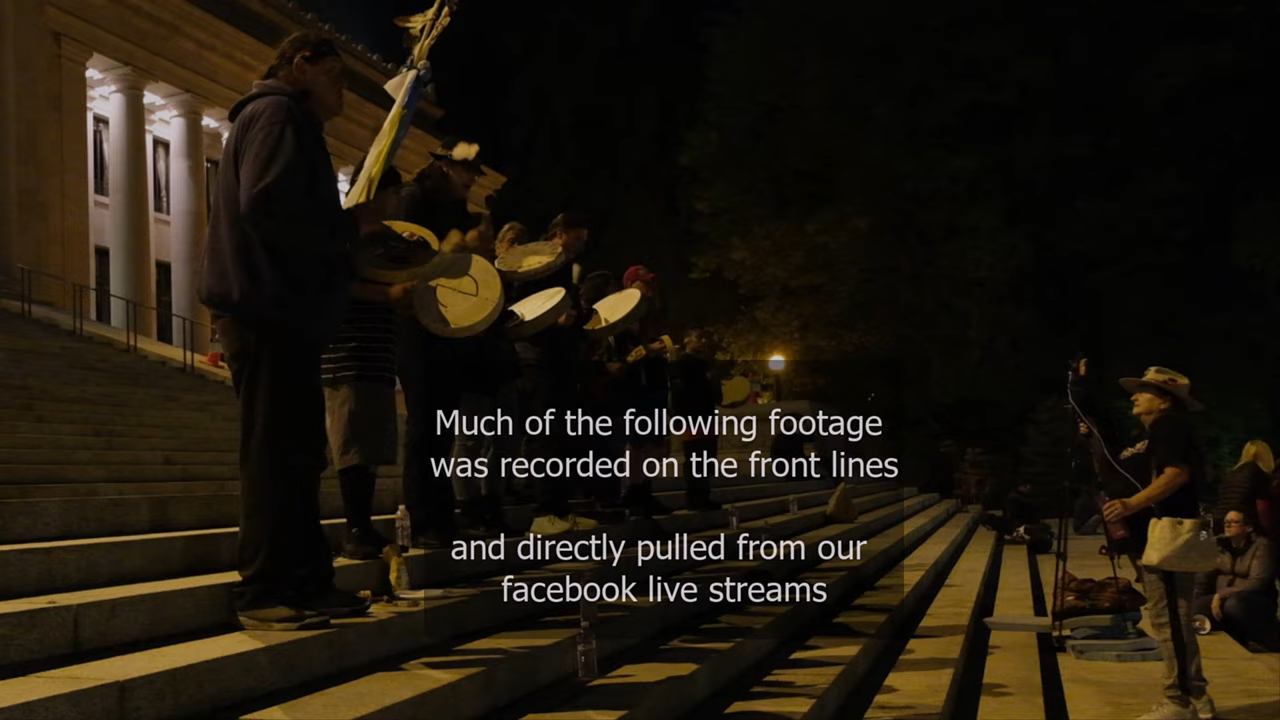 Much of the following footage
was recorded on the front lines
and directly pulled from our
facebook live streams